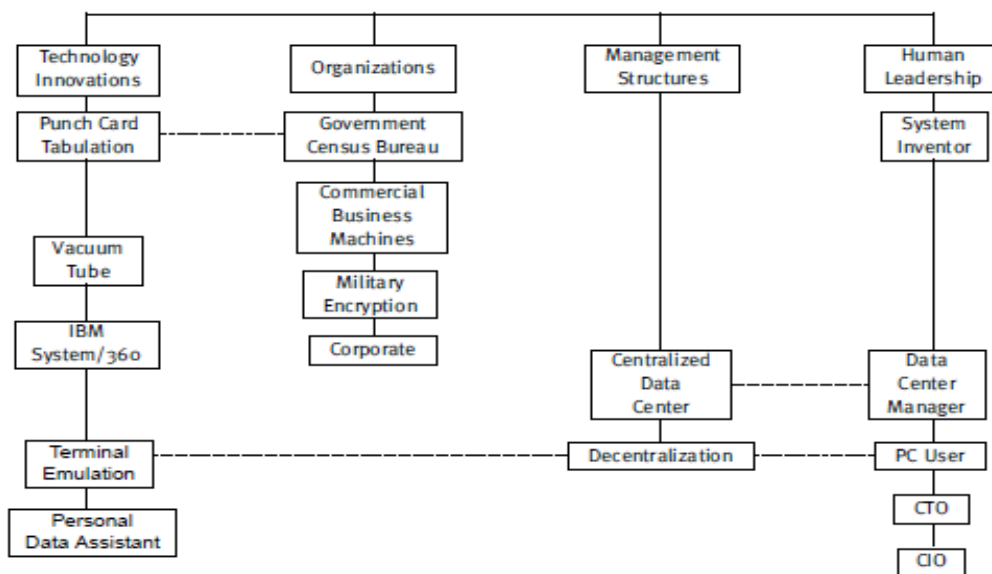 Technology
Innovations
Organizations
Management
Structures
Human
Leadership
Punch Card
Tabulation
Government
Census Bureau
System
Inventor
Commercial
Business
Machines
Vacuum
Tube
Military
Encryption
IBM
System/360
Corporate
Centralized
Data
Center
Data
Center
Manager
Terminal
Emulation
Decentralization
PC User
Personal
Data Assistant
CTO
CIO